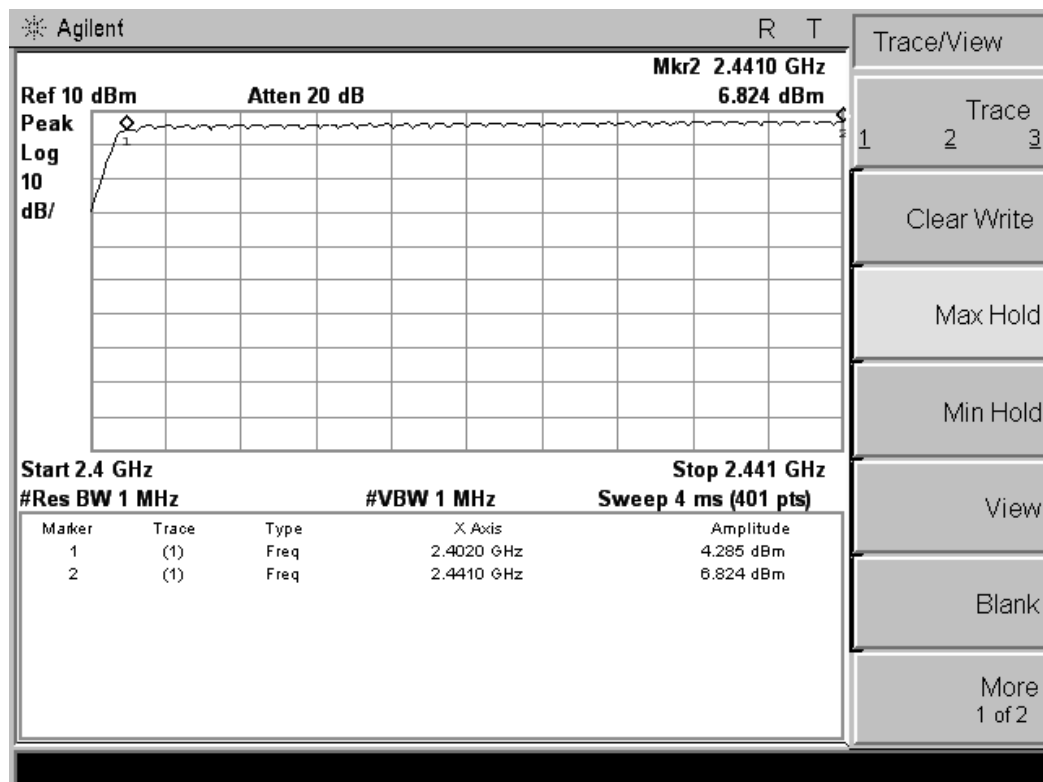 Agilent R T
Mkr2 2.4410 GHz
Ref 10 dBm Atten 20 dB 6.824 dBm
Peak
Log
10
dB/
1
2
Start 2.4 GHz Stop 2.441 GHz
#Res BW 1 MHz #VBW 1 MHz Sweep 4 ms (401 pts)
Marker Trace Type X Axis Amplitude
1 (1) Freq 2.4020 GHz 4.285 dBm
2 (1) Freq 2.4410 GHz 6.824 dBm
Trace/View
Trace
1 2 3
Clear Write
Max Hold
Min Hold
View
Blank
More
1 of 2